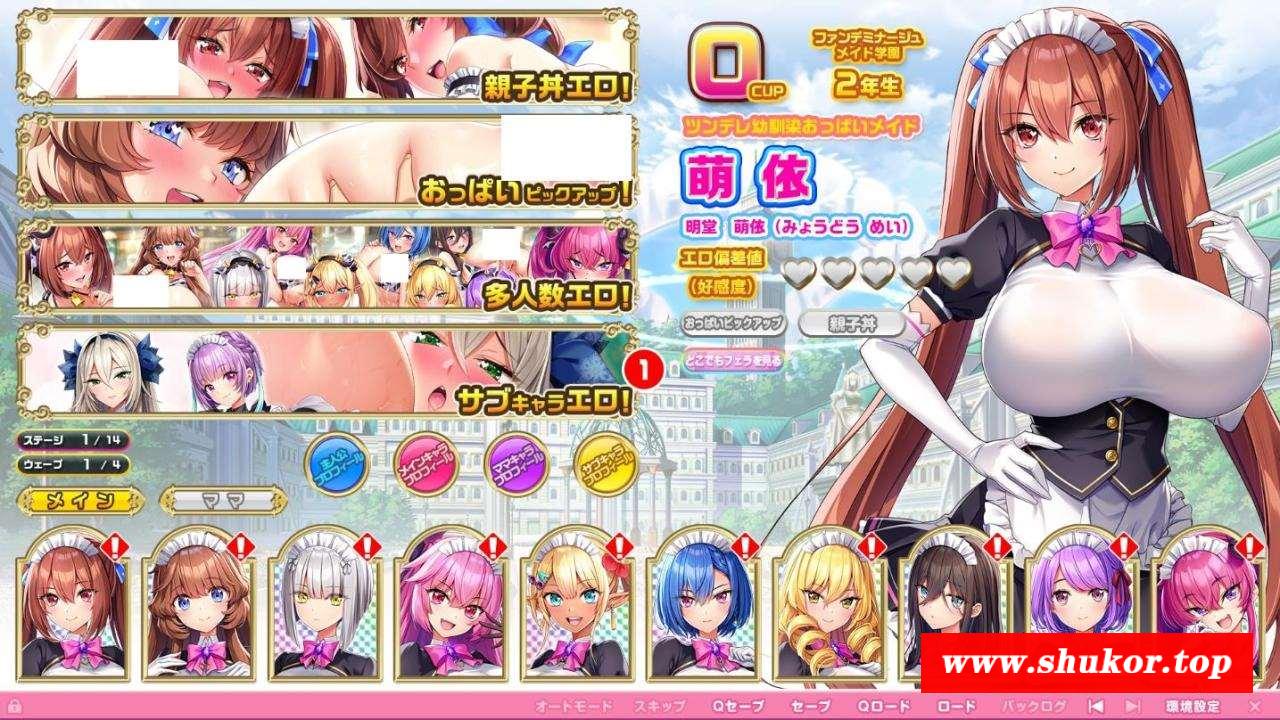 親子丼エロ!
おっぱいピックアップ!
多人数エロ!
サブキャラエロ!
1
ステージ 1 / 14
ウェーブ 1 / 4
主人公プロフィール
メインキャラプロフィール
ママキャラプロフィール
サブキャラプロフィール
メイン
ママ
O CUP
ファンデミナージュ
メイド学園
2年生
ツンデレ幼馴染おっぱいメイド
萌依
明堂 萌依（みょうどう めい）
エロ偏差値
（好感度）
おっぱいピックアップ
親子丼
どこでもフェラを見る
!
!
!
!
!
!
!
!
!
!
www.shukor.top
オートモード スキップ Qセーブ セーブ Qロード ロード バックログ 環境設定